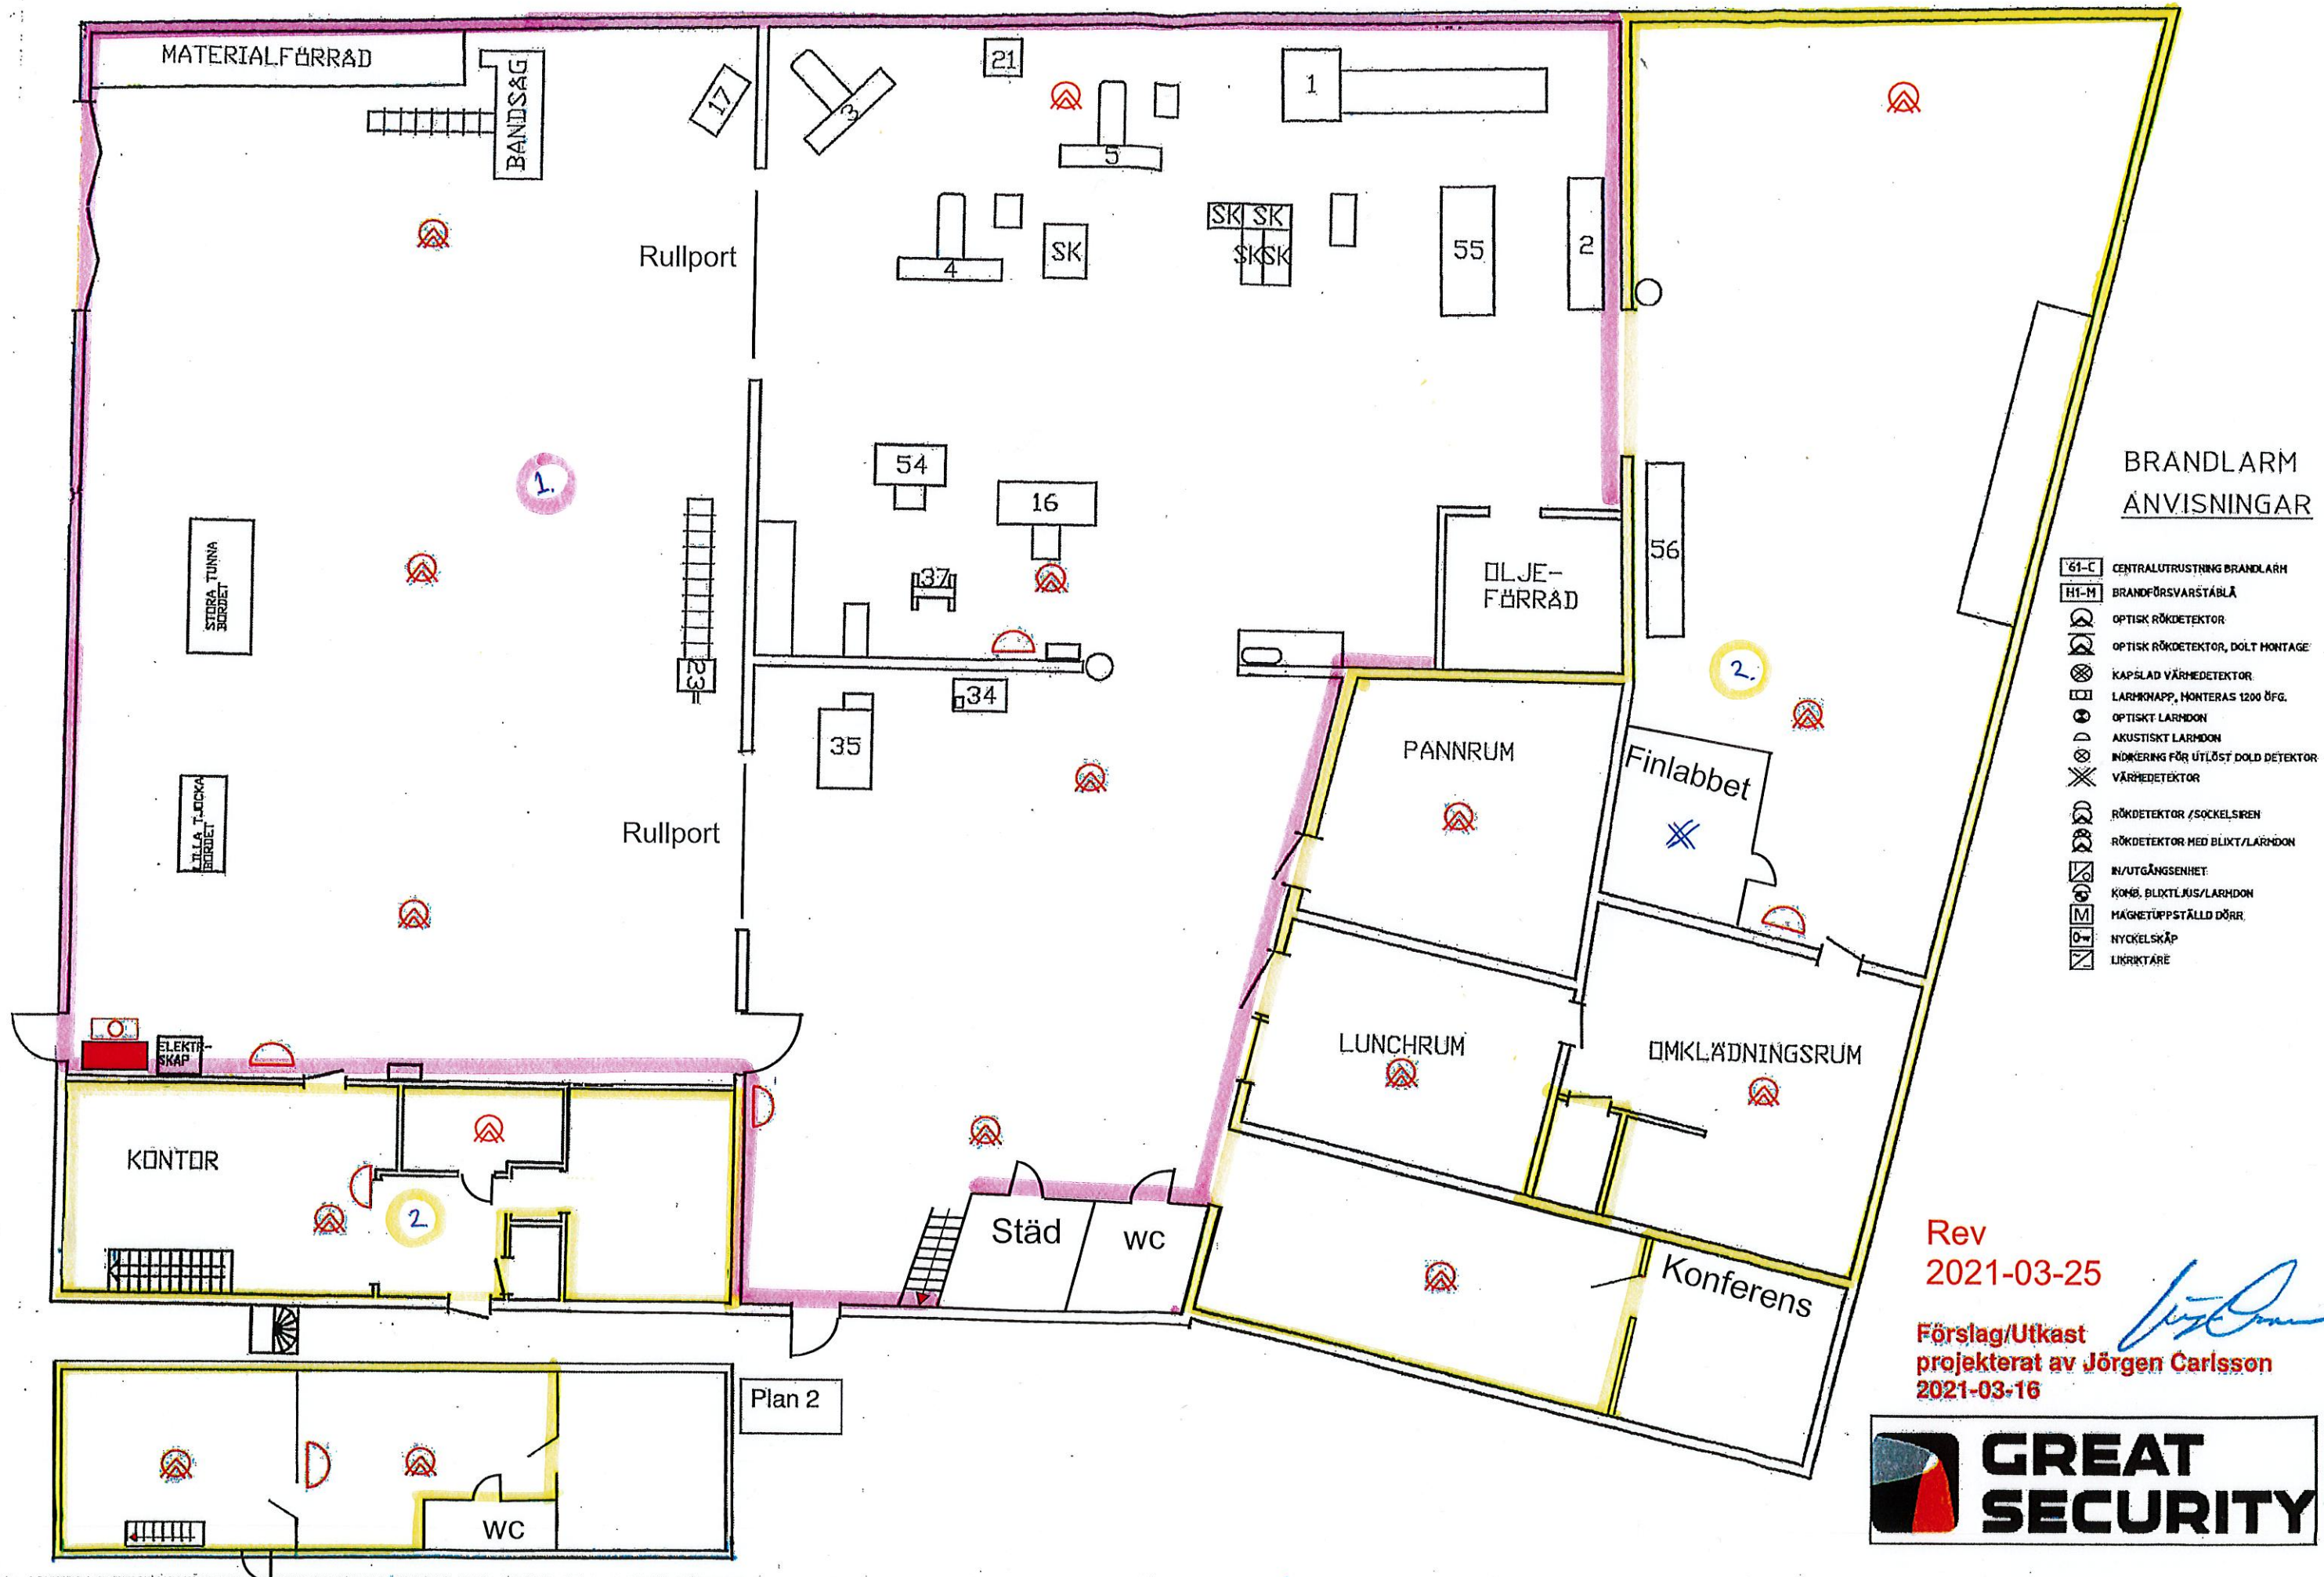 MATERIALFÖRRÅD
BANDSÅG
17
3
21
5
1
4
SK
SK
SK
SK
SK
55
2
Rullport
1.
54
16
37
STORA TUNNA
BORDET
23
OLJE-
FÖRRÅD
56
2.
34
35
PANNRUM
Finlabbet
LILLA TJOCKA
BORDET
Rullport
ELEKTR-
SKAP
LUNCHRUM
OMKLÄDNINGSRUM
KONTOR
2
Städ
WC
Konferens
Plan 2
WC
BRANDLARM
ANVISNINGAR
61-C CENTRALUTRUSTNING BRANDLARM
H1-M BRANDFÖRSVARSTABLÅ
OPTISK RÖKDETEKTOR
OPTISK RÖKDETEKTOR, DOLT MONTAGE
KAPSLAD VÄRMEDETEKTOR
LARMKNAPP, MONTERAS 1200 ÖFG.
OPTISKT LARMDON
AKUSTISKT LARMDON
INDIKERING FÖR UTLÖST DOLD DETEKTOR
VÄRMEDETEKTOR
RÖKDETEKTOR /SOCKELSIREN
RÖKDETEKTOR MED BLIXT/LARMDON
IN/UTGÅNGSENHET
KOMB. BLIXTLJUS/LARMDON
M MAGNETUPPSTÄLLD DÖRR
NYCKELSKÅP
LIKRIKTARE
Rev
2021-03-25
Förslag/Utkast
projekterat av Jörgen Carlsson
2021-03-16
GREAT
SECURITY